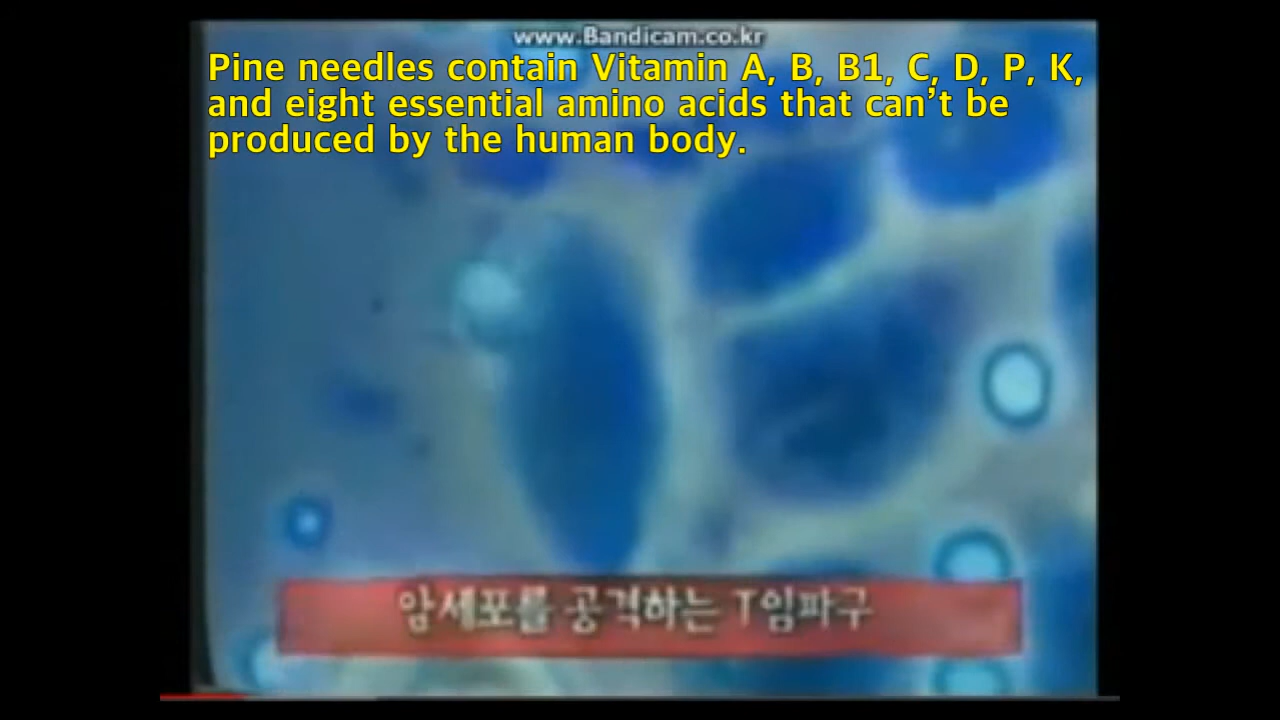 www.Bandicam.co.kr
Pine needles contain Vitamin A, B, B1, C, D, P, K,
and eight essential amino acids that can’t be
produced by the human body.
암세포를 공격하는 T임파구